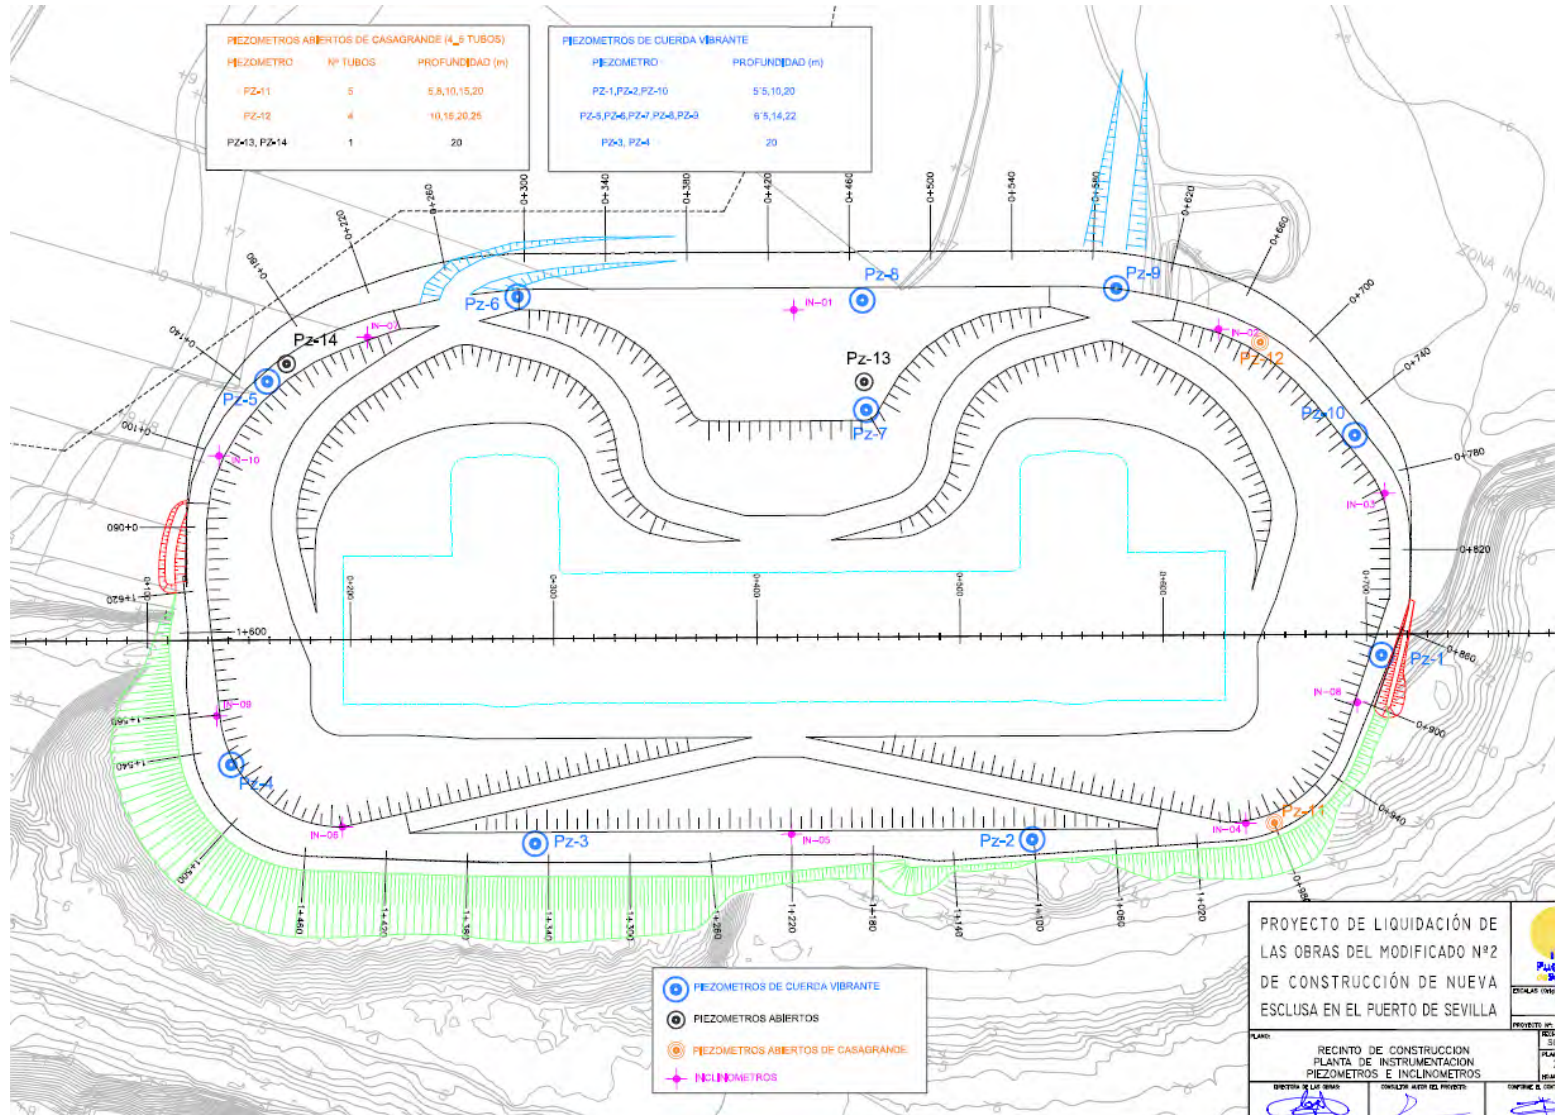 PIEZOMETROS ABIERTOS DE CASAGRANDE (4_5 TUBOS)
PIEZOMETRO Nº TUBOS PROFUNDIDAD (m)
PZ-11 5 5,8,10,15,20
PZ-12 4 10,15,20,25
PZ-13, PZ-14 1 20
PIEZOMETROS DE CUERDA VIBRANTE
PIEZOMETRO PROFUNDIDAD (m)
PZ-1,PZ-2,PZ-10 5'5,10,20
PZ-5,PZ-6,PZ-7,PZ-8,PZ-9 6'5,14,22
PZ-3, PZ-4 20
0+060
0+100
0+140
0+180
0+220
0+260
0+300
0+340
0+380
0+420
0+460
0+500
0+540
0+580
0+620
0+660
0+700
0+740
0+780
0+820
0+860
0+900
0+940
0+980
1+020
1+060
1+100
1+140
1+180
1+220
1+260
1+300
1+340
1+380
1+420
1+460
1+500
1+540
1+560
1+600
1+620
0+200
0+300
0+400
0+500
0+600
0+700
Pz-6
Pz-8
Pz-9
IN-01
IN-07
IN-02
Pz-14
Pz-13
Pz-12
Pz-5
Pz-7
Pz-10
IN-10
IN-03
Pz-1
IN-08
IN-09
Pz-4
IN-06
Pz-3
IN-05
Pz-2
IN-04
Pz-11
ZONA INUNDA
PIEZOMETROS DE CUERDA VIBRANTE
PIEZOMETROS ABIERTOS
PIEZOMETROS ABIERTOS DE CASAGRANDE
INCLINOMETROS
PROYECTO DE LIQUIDACIÓN DE
LAS OBRAS DEL MODIFICADO Nº2
DE CONSTRUCCIÓN DE NUEVA
ESCLUSA EN EL PUERTO DE SEVILLA
PLANO:
RECINTO DE CONSTRUCCION
PLANTA DE INSTRUMENTACION
PIEZOMETROS E INCLINOMETROS